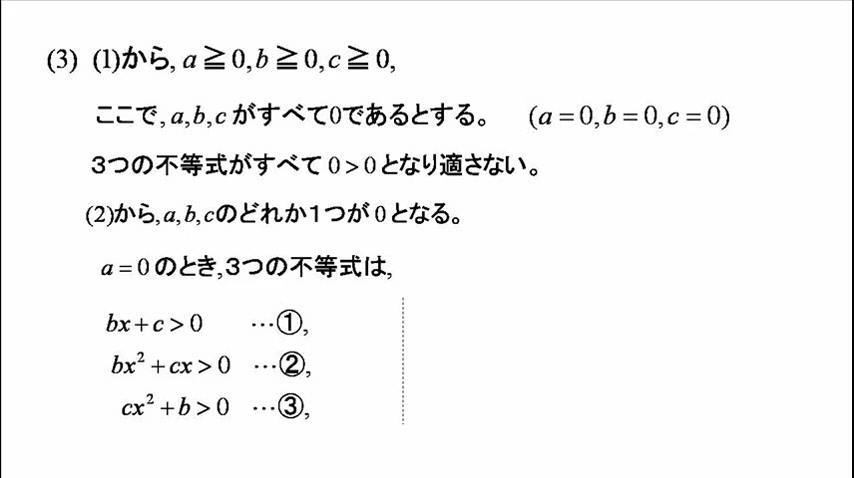 (3) (1)から, a≧0,b≧0,c≧0,
ここで, a,b,c がすべて0であるとする。 (a=0,b=0,c=0)
3つの不等式がすべて 0>0となり適さない。
(2)から,a,b,cのどれか1つが0となる。
a=0のとき,3つの不等式は,
bx+c>0 …①,
bx²+cx>0 …②,
cx²+b>0 …③,